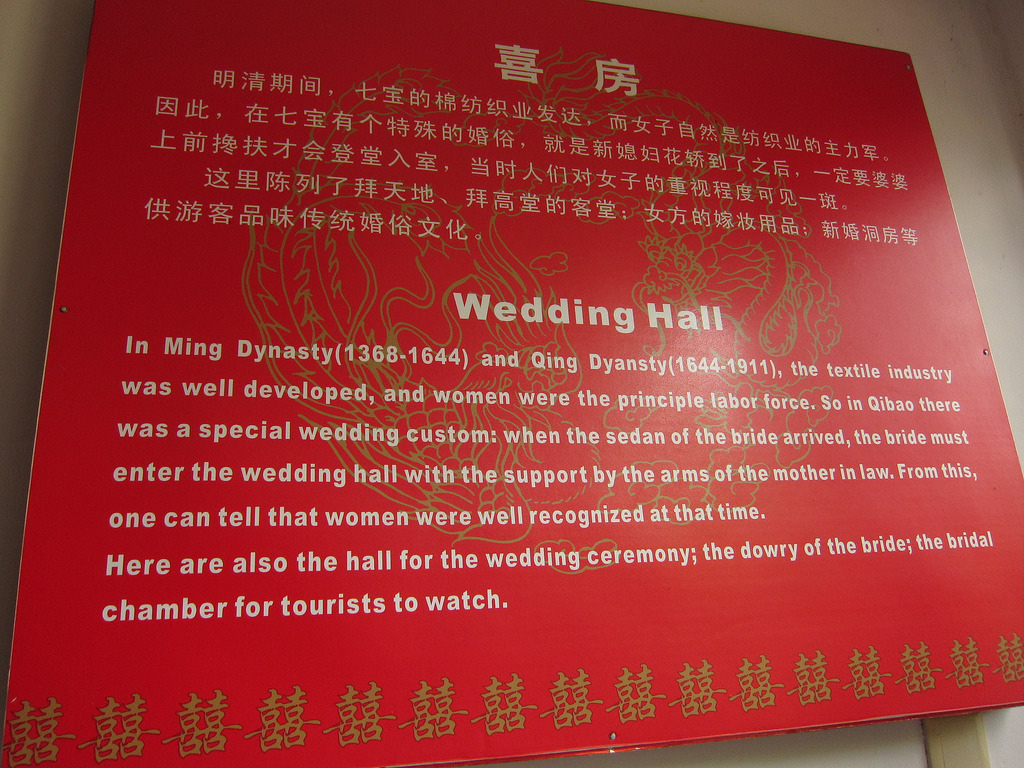 喜房
明清期间，七宝的棉纺织业发达，而女子自然是纺织业的主力军。
因此，在七宝有个特殊的婚俗，就是新媳妇花轿到了之后，一定要婆婆
上前搀扶才会登堂入室，当时人们对女子的重视程度可见一斑。
这里陈列了拜天地、拜高堂的客堂；女方的嫁妆用品；新婚洞房等
供游客品味传统婚俗文化。
Wedding Hall
In Ming Dynasty(1368-1644) and Qing Dyansty(1644-1911), the textile industry
was well developed, and women were the principle labor force. So in Qibao there
was a special wedding custom: when the sedan of the bride arrived, the bride must
enter the wedding hall with the support by the arms of the mother in law. From this,
one can tell that women were well recognized at that time.
Here are also the hall for the wedding ceremony; the dowry of the bride; the bridal
chamber for tourists to watch.
囍囍囍囍囍囍囍囍囍囍囍囍囍囍囍